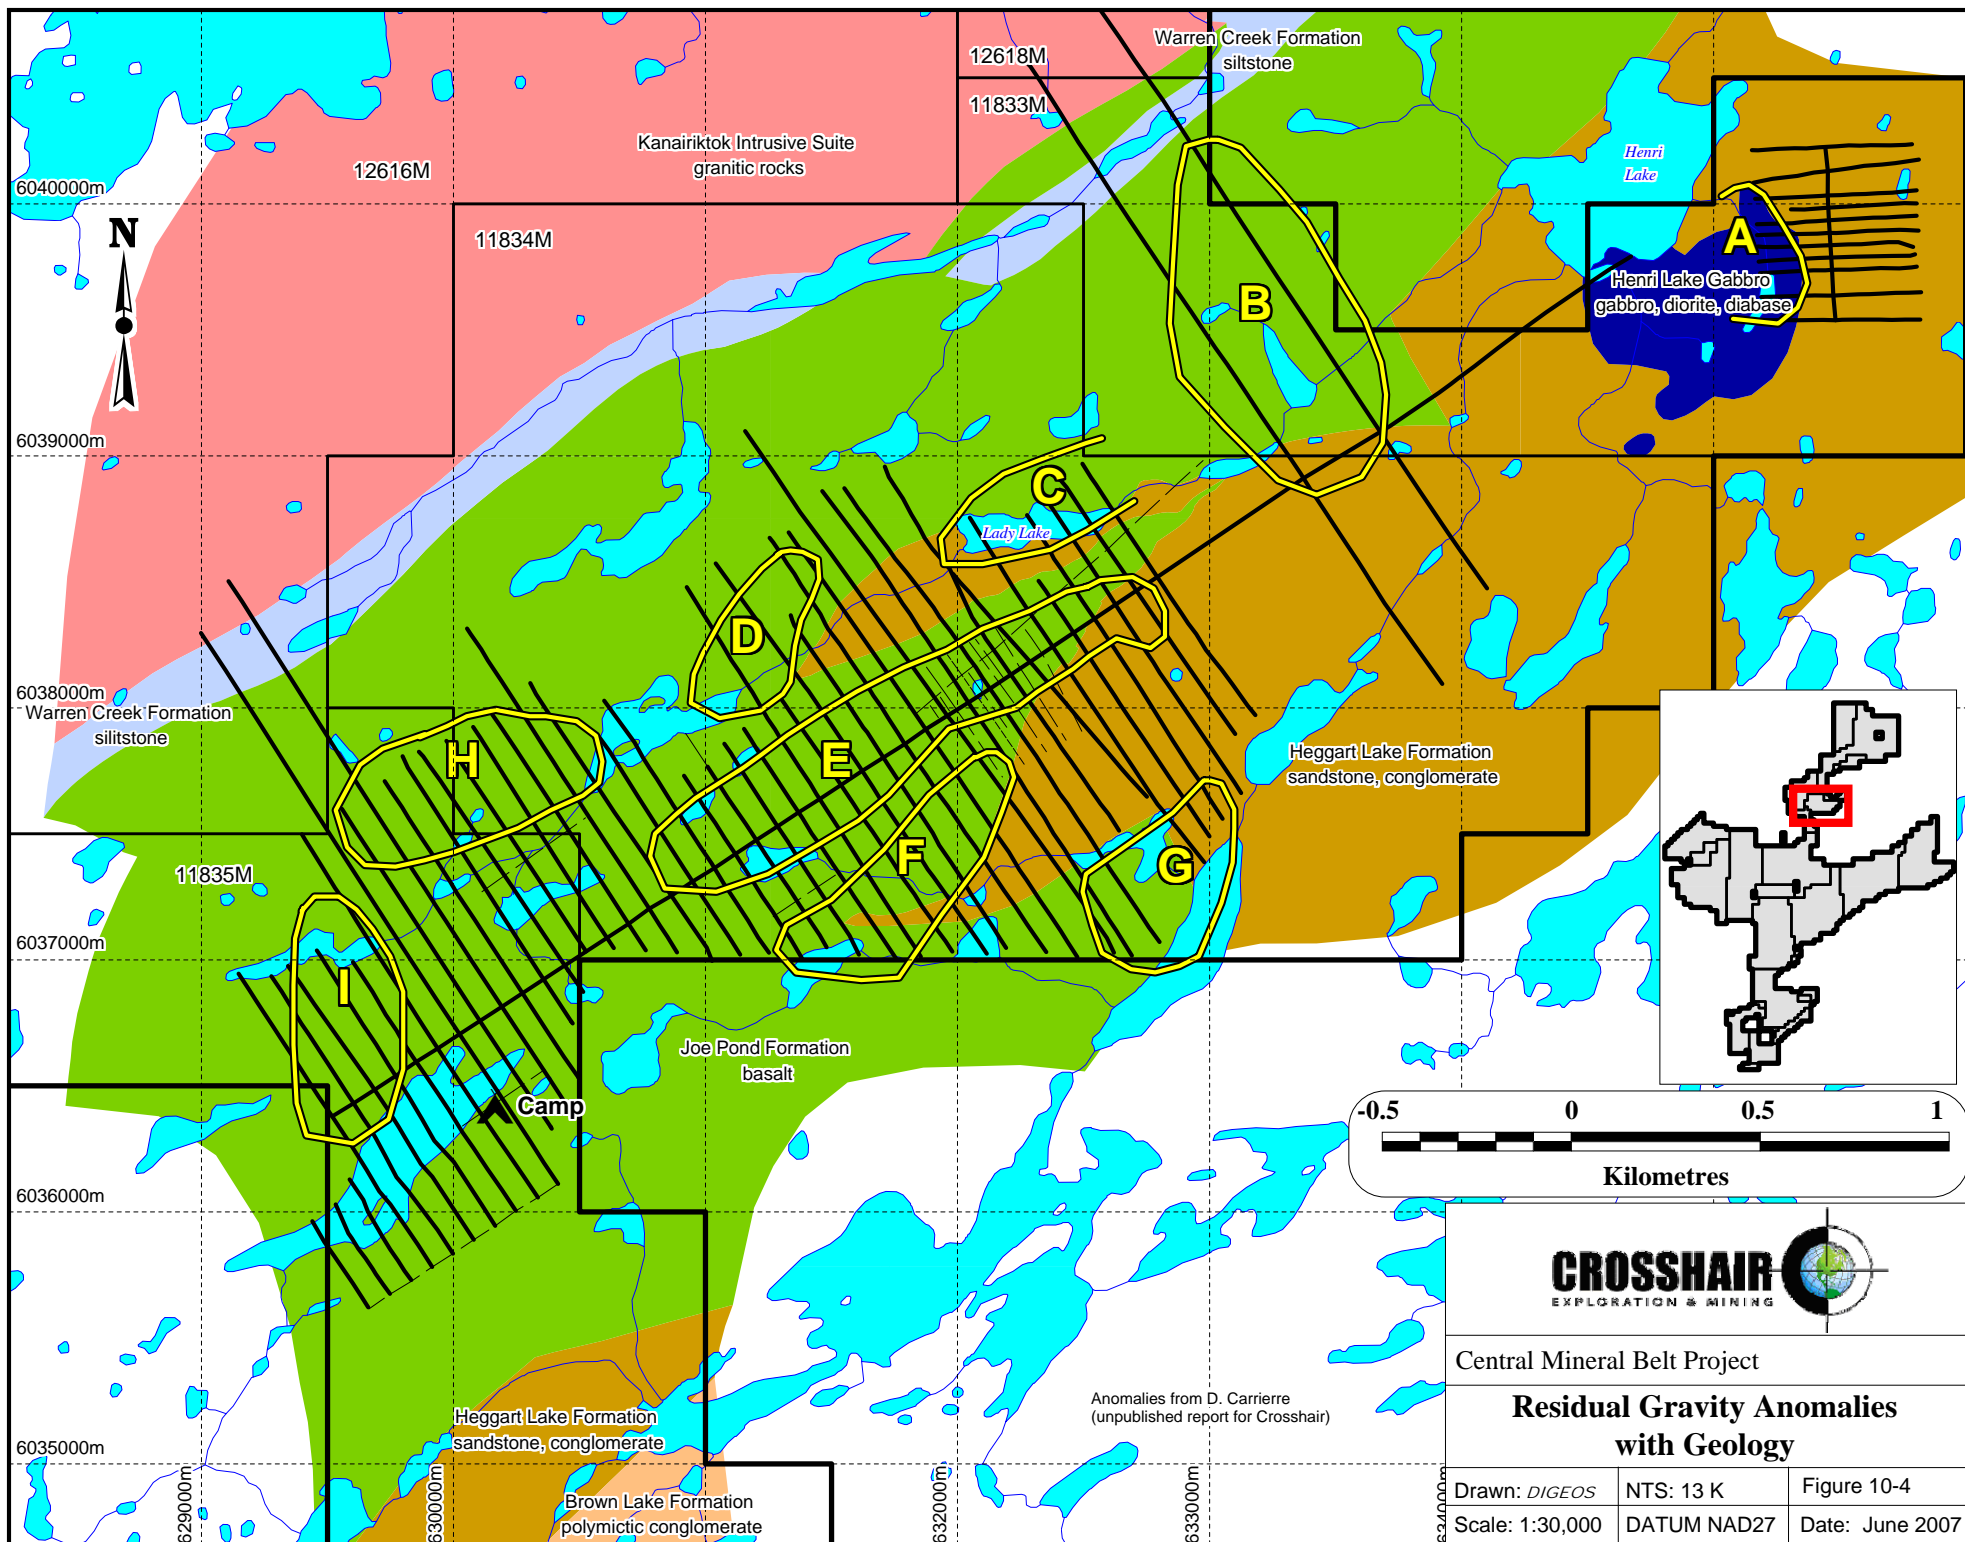 Warren Creek Formation
siltstone
12618M
11833M
Kanairiktok Intrusive Suite
granitic rocks
12616M
Henri
Lake
6040000m
N
11834M
A
Henri Lake Gabbro
gabbro, diorite, diabase
B
6039000m
C
Lady Lake
D
6038000m
Warren Creek Formation
silitstone
H
E
Heggart Lake Formation
sandstone, conglomerate
F
G
11835M
6037000m
I
Joe Pond Formation
basalt
Camp
-0.5 0 0.5 1
Kilometres
6036000m
CROSSHAIR
EXPLORATION & MINING
Central Mineral Belt Project
Anomalies from D. Carrierre
(unpublished report for Crosshair)
Residual Gravity Anomalies
with Geology
Heggart Lake Formation
sandstone, conglomerate
6035000m
629000m
630000m
632000m
633000m
634000m
Brown Lake Formation
polymictic conglomerate
Drawn: DIGEOS NTS: 13 K Figure 10-4
Scale: 1:30,000 DATUM NAD27 Date: June 2007